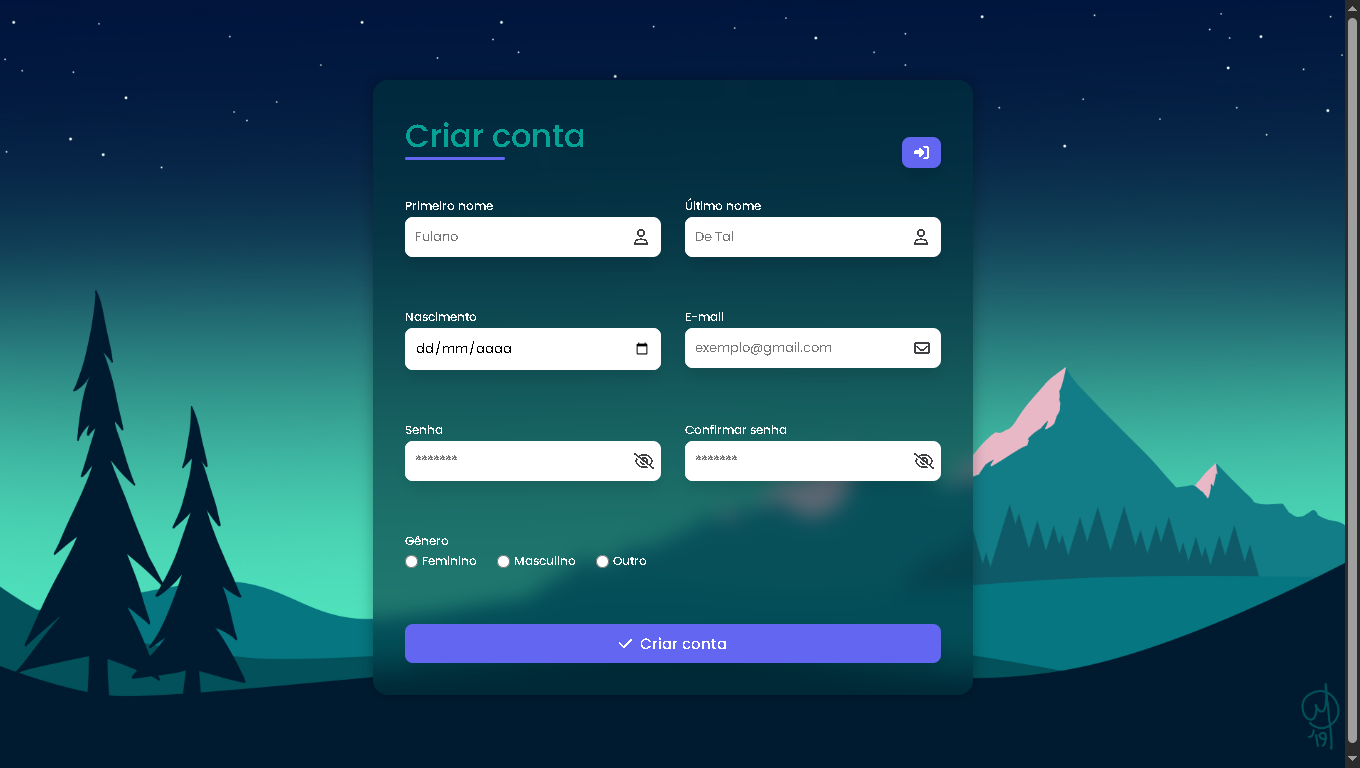 Criar conta
Primeiro nome Último nome
Fulano De Tal
Nascimento E-mail
dd/mm/aaaa exemplo@gmail.com
Senha Confirmar senha
******* *******
Gênero
Feminino Masculino Outro
Criar conta